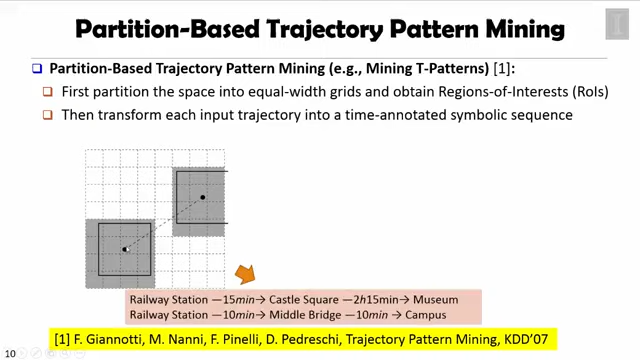 Partition-Based Trajectory Pattern Mining
Partition-Based Trajectory Pattern Mining (e.g., Mining T-Patterns) [1]:
First partition the space into equal-width grids and obtain Regions-of-Interests (RoIs)
Then transform each input trajectory into a time-annotated symbolic sequence
Railway Station —15min→ Castle Square —2h15min→ Museum
Railway Station —10min→ Middle Bridge —10min → Campus
[1] F. Giannotti, M. Nanni, F. Pinelli, D. Pedreschi, Trajectory Pattern Mining, KDD’07
10